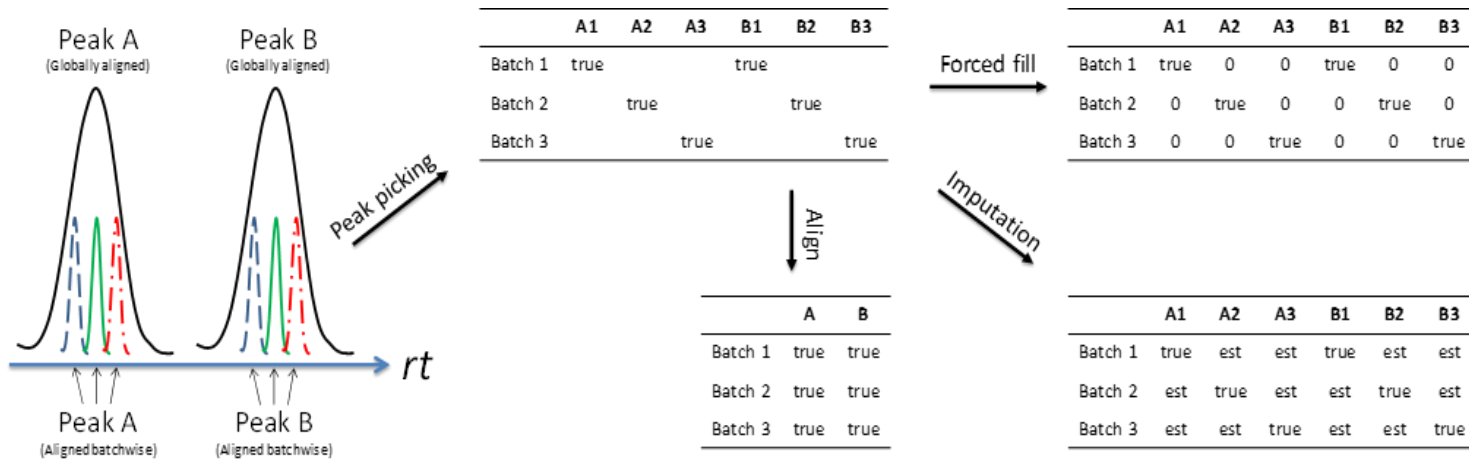 Peak A
(Globally aligned)
Peak B
(Globally aligned)
rt
Peak A
(Aligned batchwise)
Peak B
(Aligned batchwise)
Peak picking
A1 A2 A3 B1 B2 B3
Batch 1 true true
Batch 2 true true
Batch 3 true true
Forced fill
A1 A2 A3 B1 B2 B3
Batch 1 true 0 0 true 0 0
Batch 2 0 true 0 0 true 0
Batch 3 0 0 true 0 0 true
Align
Imputation
A B
Batch 1 true true
Batch 2 true true
Batch 3 true true
A1 A2 A3 B1 B2 B3
Batch 1 true est est true est est
Batch 2 est true est est true est
Batch 3 est est true est est true